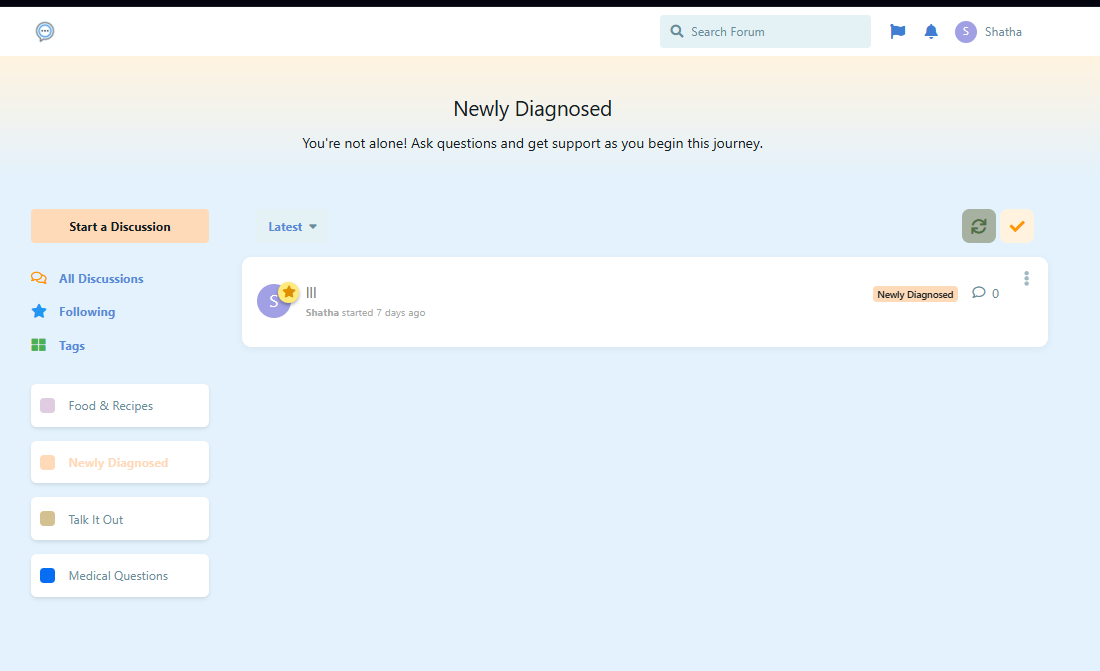 Search Forum
S
Shatha
Newly Diagnosed
You're not alone! Ask questions and get support as you begin this journey.
Start a Discussion
Latest
All Discussions
Following
Tags
S
lll
Shatha started 7 days ago
Newly Diagnosed
0
Food & Recipes
Newly Diagnosed
Talk It Out
Medical Questions